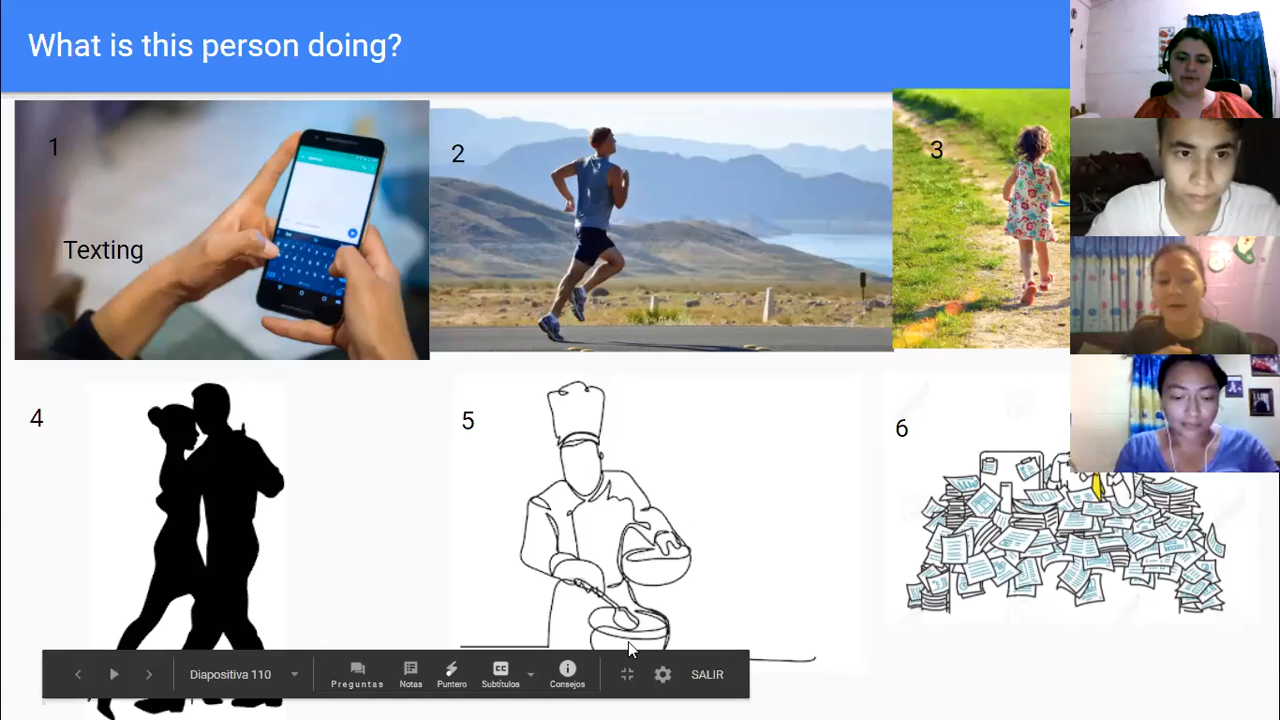 What is this person doing?
1
2
3
Texting
4
5
6
Diapositiva 110
Preguntas
Notas
Puntero
CC
Subtítulos
Consejos
SALIR